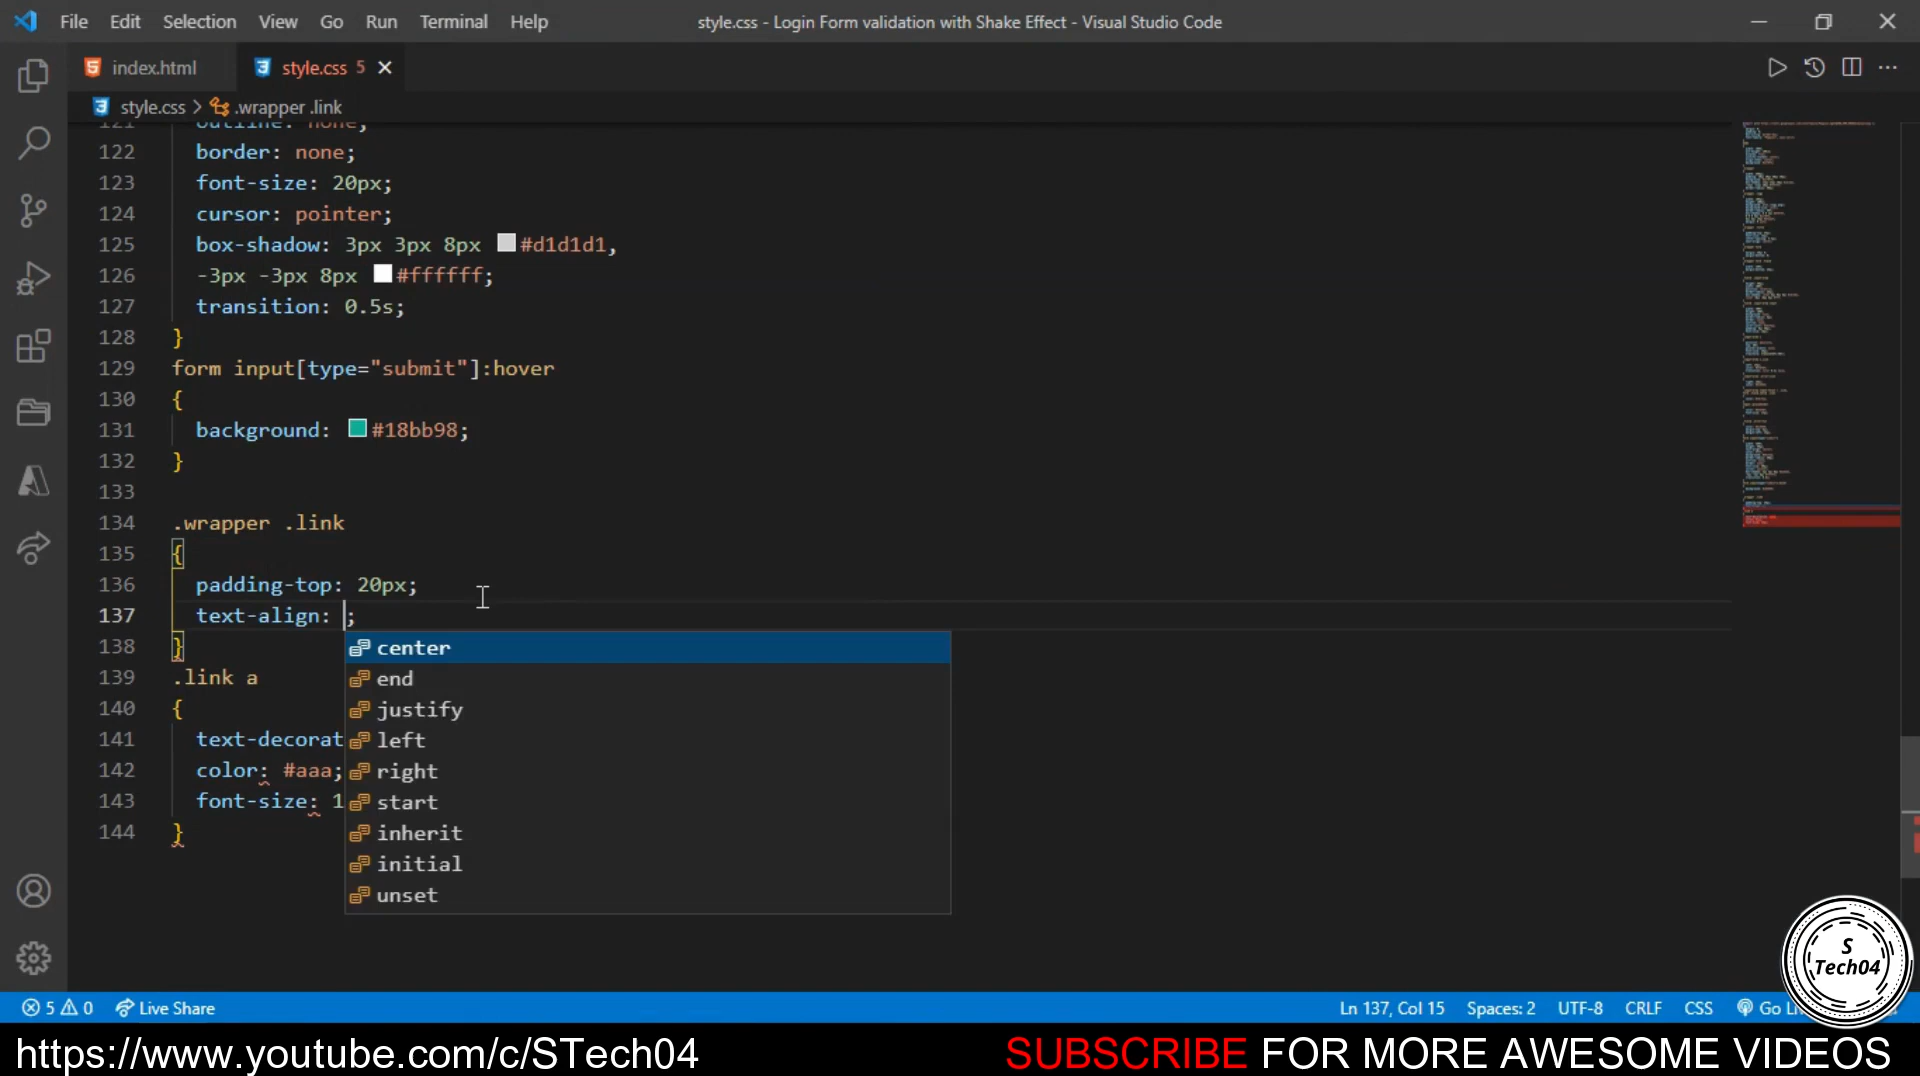 File Edit Selection View Go Run Terminal Help style.css - Login Form validation with Shake Effect - Visual Studio Code
index.html style.css 5
style.css > .wrapper .link
121 outline: none;
122 border: none;
123 font-size: 20px;
124 cursor: pointer;
125 box-shadow: 3px 3px 8px #d1d1d1,
126 -3px -3px 8px #ffffff;
127 transition: 0.5s;
128 }
129 form input[type="submit"]:hover
130 {
131 background: #18bb98;
132 }
133
134 .wrapper .link
135 {
136 padding-top: 20px;
137 text-align: ;
138 }
center
139 .link a
end
140 {
justify
141 text-decorat
left
142 color: #aaa;
right
143 font-size: 1
start
144 }
inherit
initial
unset
S
Tech04
5 0 Live Share Ln 137, Col 15 Spaces: 2 UTF-8 CRLF CSS Go Li
https://www.youtube.com/c/STech04 SUBSCRIBE FOR MORE AWESOME VIDEOS